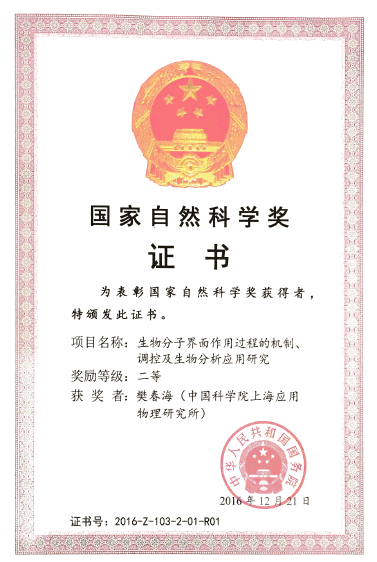 国家自然科学奖
证书
为表彰国家自然科学奖获得者，
特颁发此证书。
项目名称：生物分子界面作用过程的机制、
调控及生物分析应用研究
奖励等级：二等
获奖者：樊春海（中国科学院上海应用
物理研究所）
中华人民共和国国务院
2016年12月21日
证书号：2016-Z-103-2-01-R01